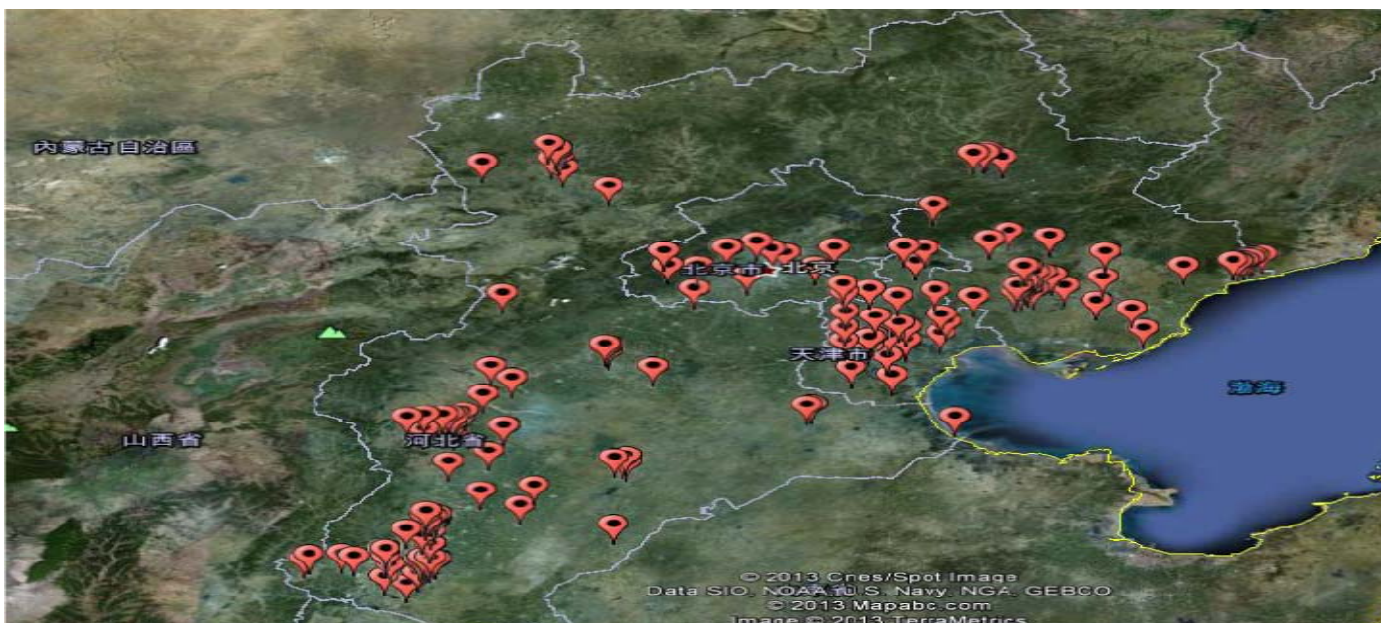 內蒙古自治區
北京市
北京
天津市
渤海
山西省
河北省
© 2013 Cnes/Spot Image
Data SIO, NOAA, U.S. Navy, NGA, GEBCO
© 2013 Mapabc.com
Image © 2013 TerraMetrics